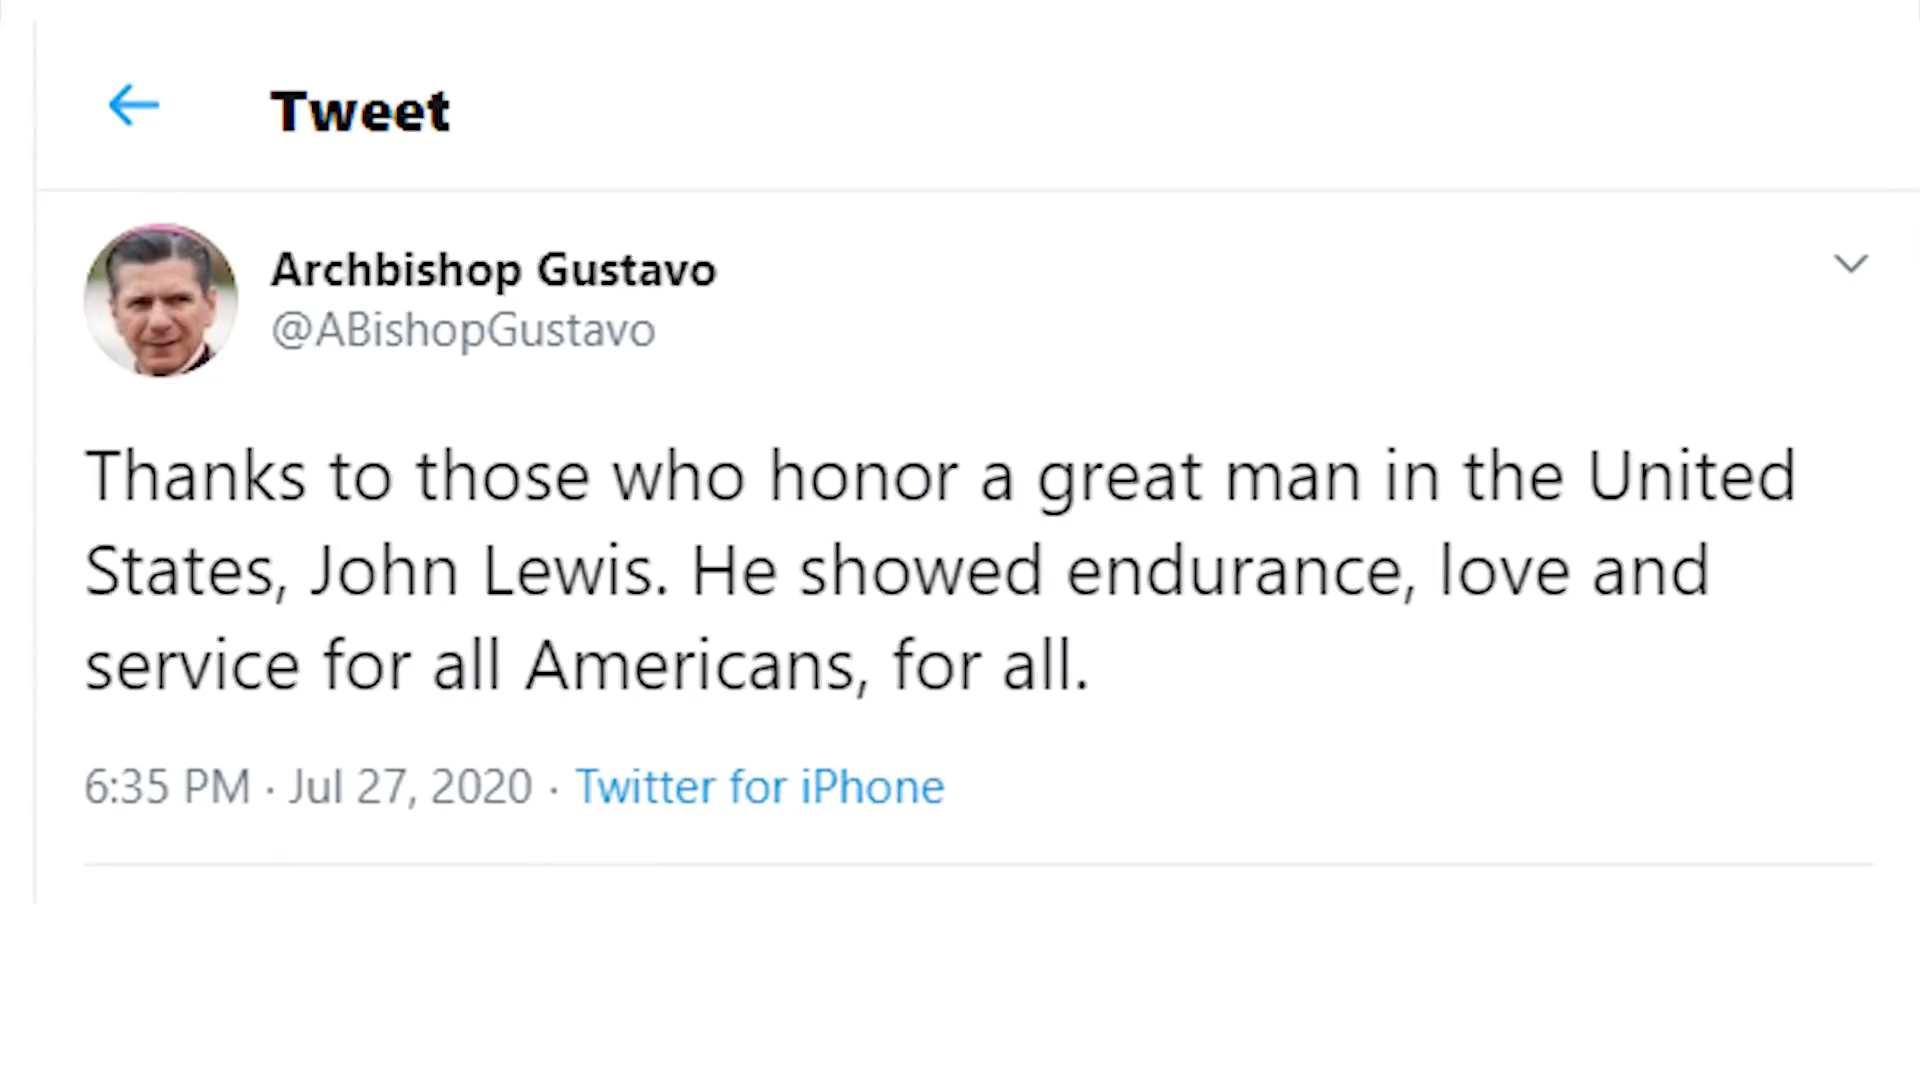 Tweet
Archbishop Gustavo
@ABishopGustavo
Thanks to those who honor a great man in the United
States, John Lewis. He showed endurance, love and
service for all Americans, for all.
6:35 PM · Jul 27, 2020 · Twitter for iPhone